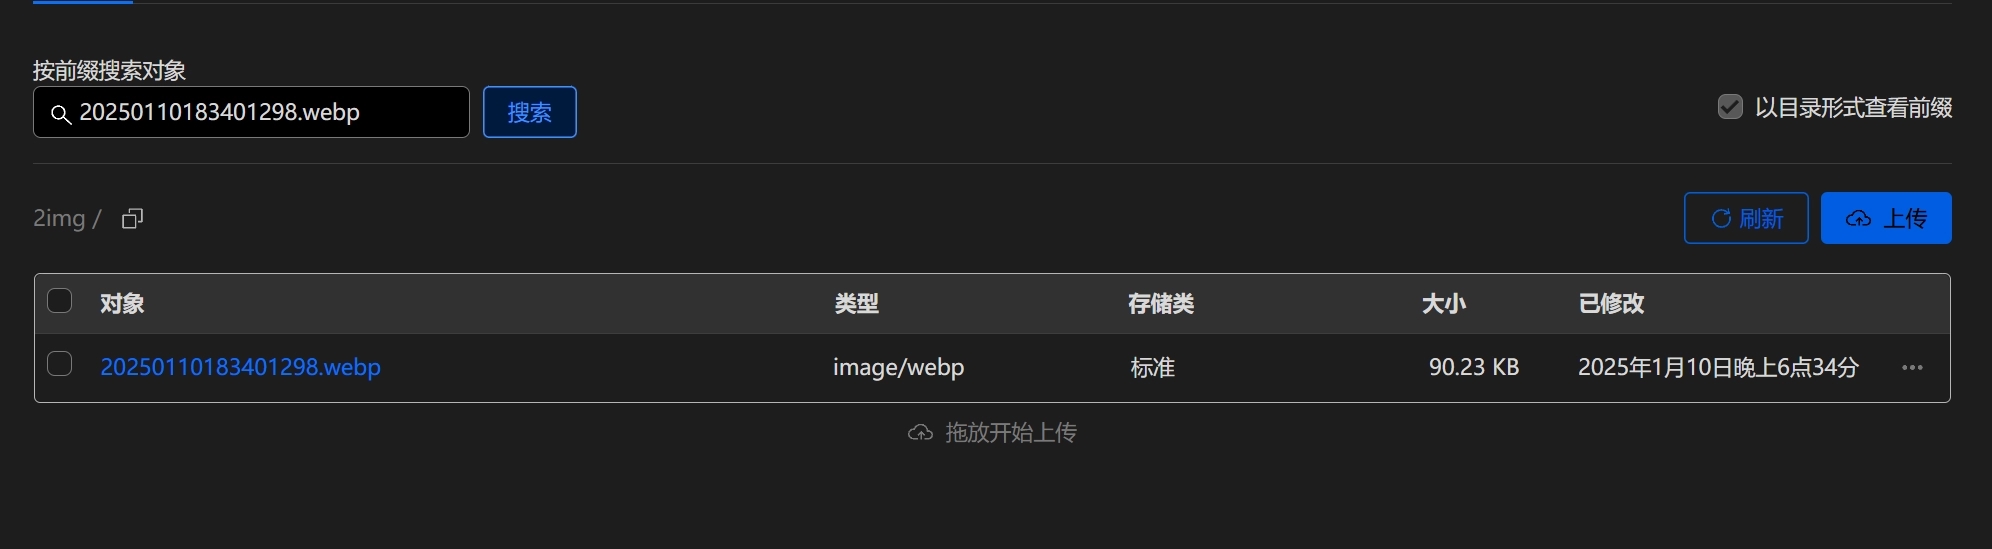 按前缀搜索对象
20250110183401298.webp 搜索
以目录形式查看前缀
2img /
刷新 上传
对象 类型 存储类 大小 已修改
20250110183401298.webp image/webp 标准 90.23 KB 2025年1月10日晚上6点34分
拖放开始上传